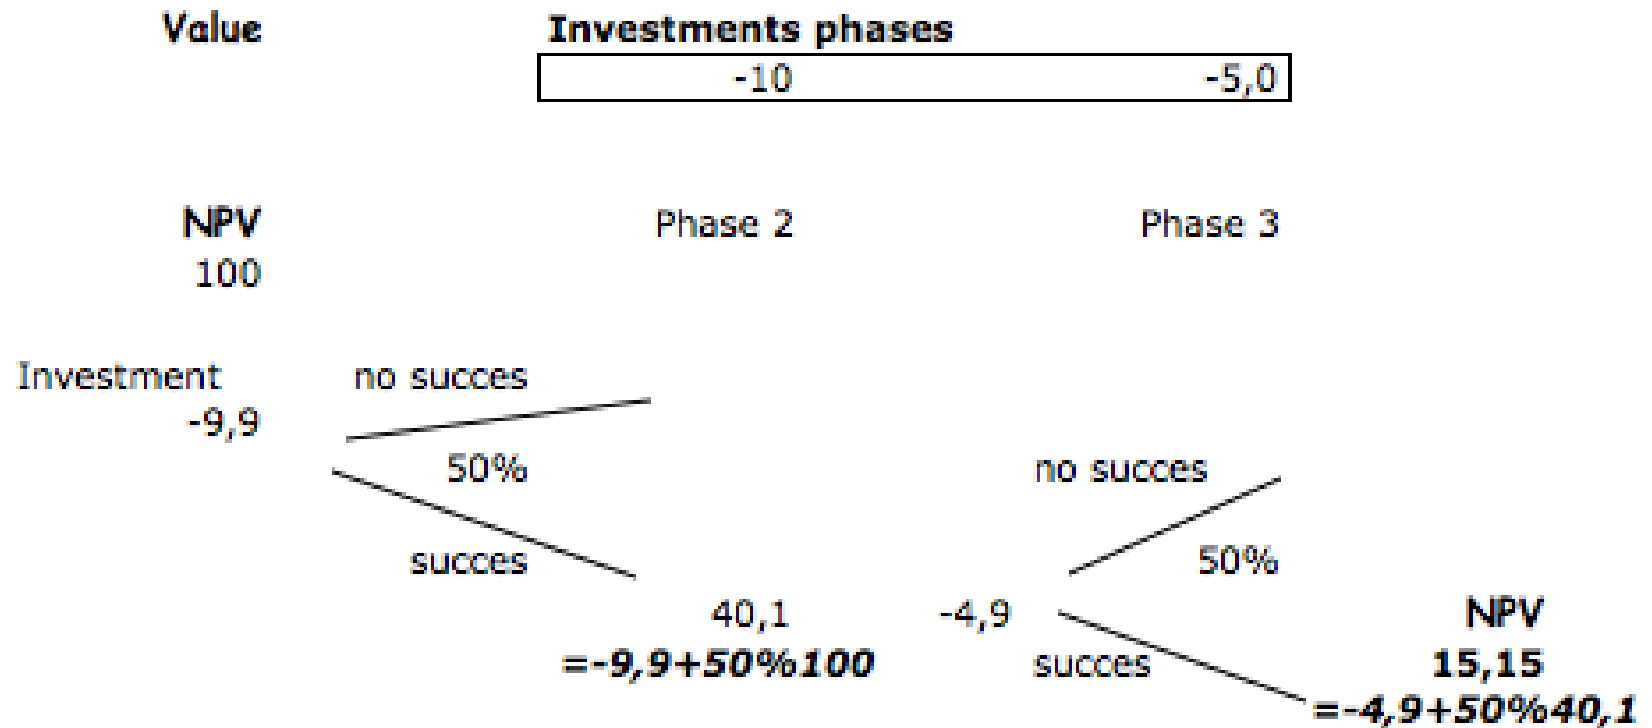 Value Investments phases
-10 -5,0
NPV Phase 2 Phase 3
100
Investment no succes
-9,9
50% no succes
succes 50%
40,1 -4,9 NPV
=-9,9+50%100 succes 15,15
=-4,9+50%40,1